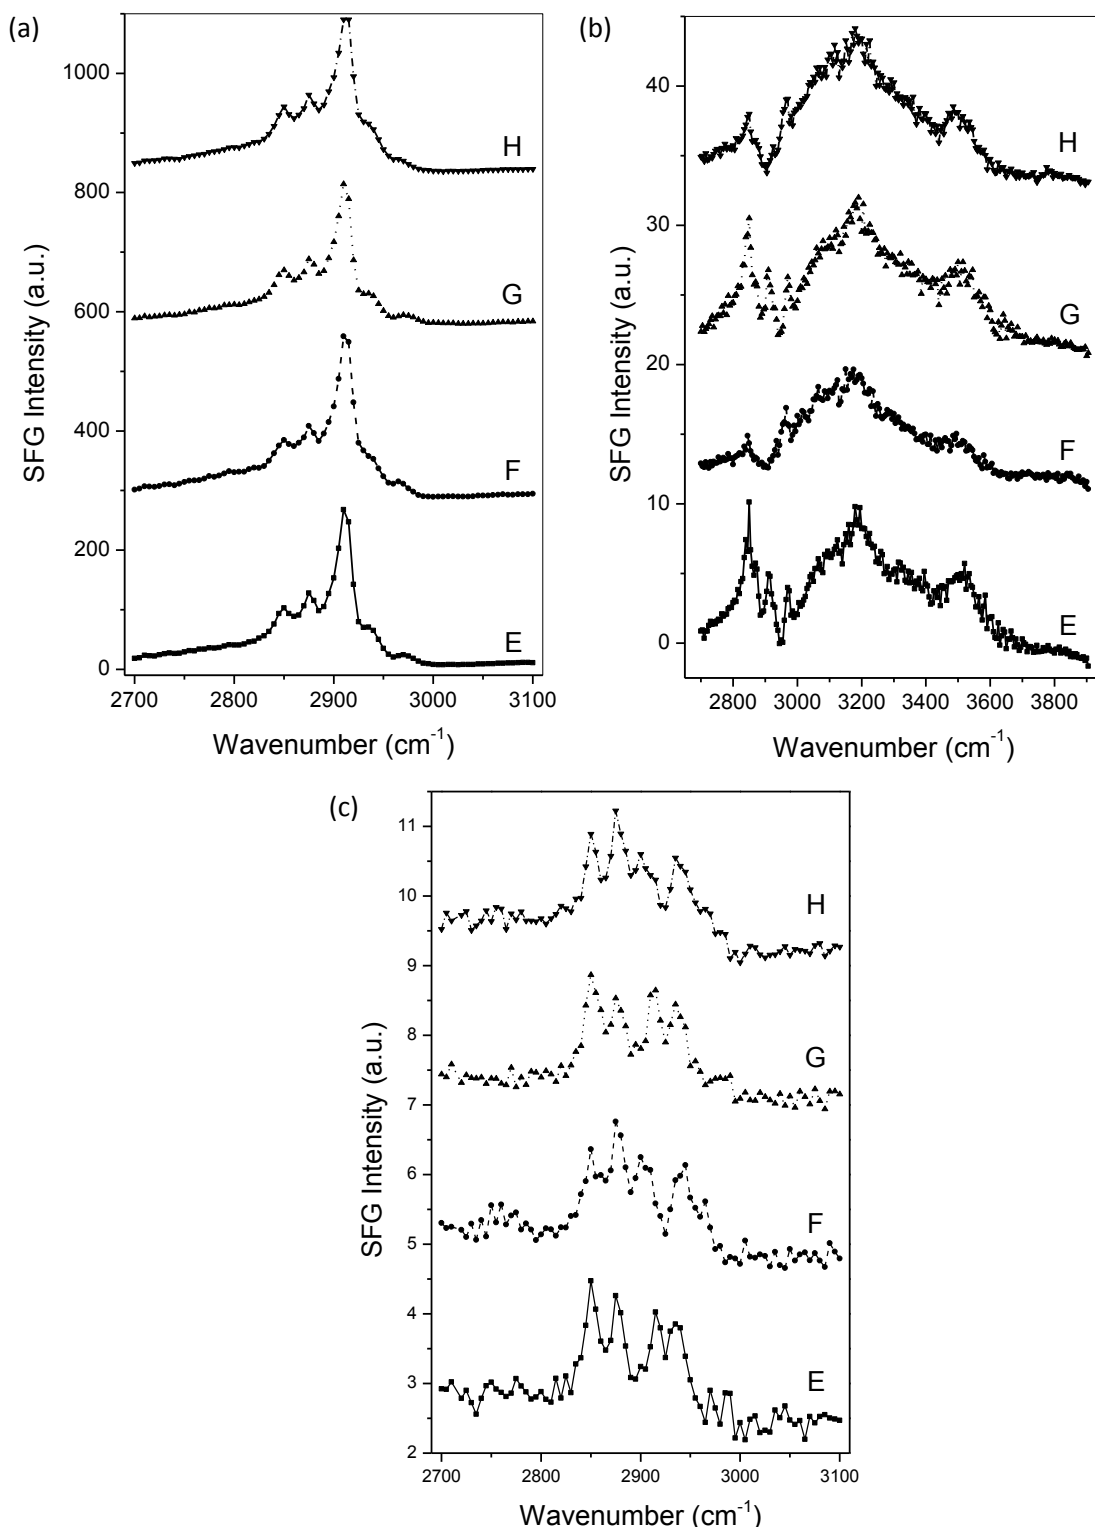 (a)
SFG Intensity (a.u.)
1000
800
600
400
200
0
H
G
F
E
2700 2800 2900 3000 3100
Wavenumber (cm-1)
(b)
SFG Intensity (a.u.)
40
30
20
10
0
H
G
F
E
2800 3000 3200 3400 3600 3800
Wavenumber (cm-1)
(c)
SFG Intensity (a.u.)
11
10
9
8
7
6
5
4
3
2
H
G
F
E
2700 2800 2900 3000 3100
Wavenumber (cm-1)